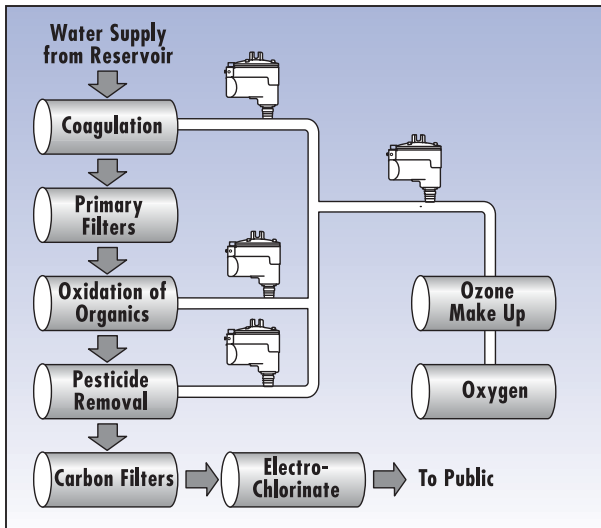 Water Supply
from Reservoir
Coagulation
Primary
Filters
Oxidation of
Organics
Pesticide
Removal
Carbon Filters
Electro-
Chlorinate
To Public
Ozone
Make Up
Oxygen